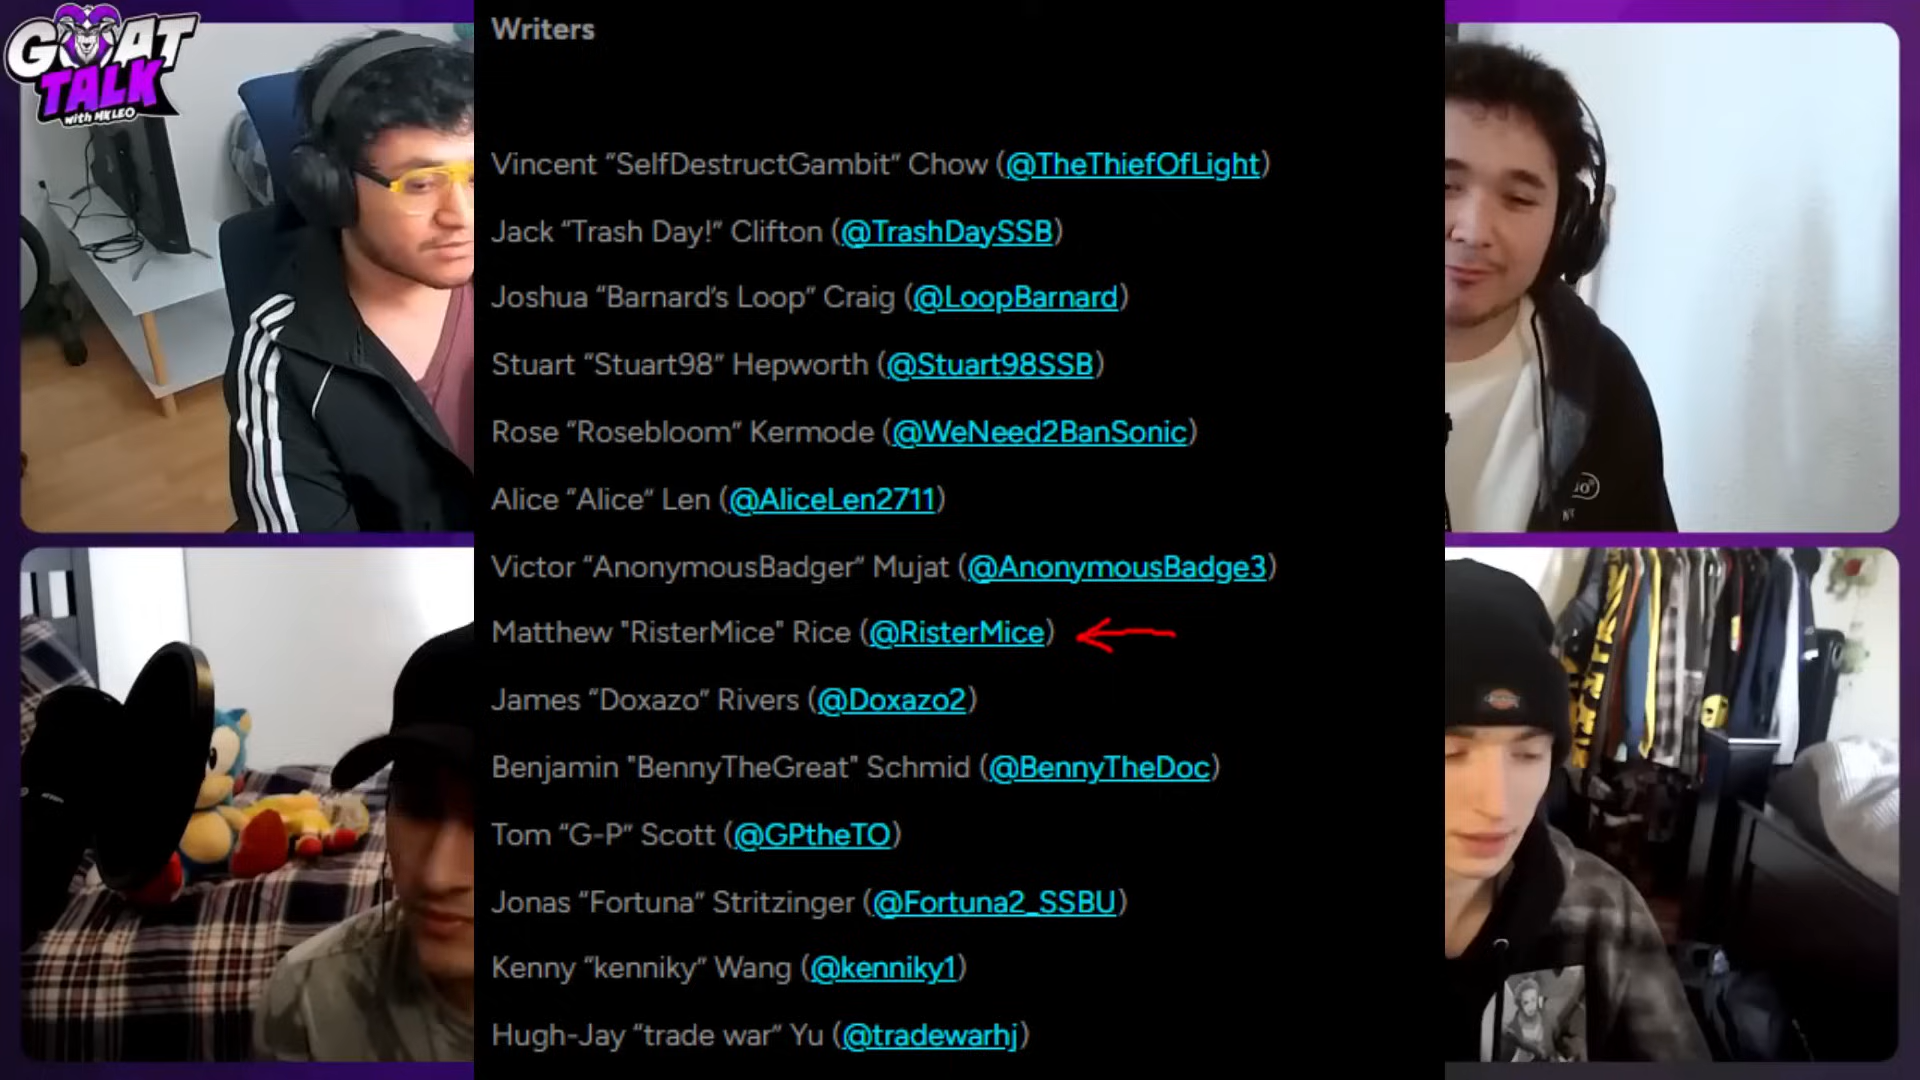 GOAT
TALK
with MKLEO
Writers
Vincent “SelfDestructGambit” Chow (@TheThiefOfLight)
Jack “Trash Day!” Clifton (@TrashDaySSB)
Joshua “Barnard’s Loop” Craig (@LoopBarnard)
Stuart “Stuart98” Hepworth (@Stuart98SSB)
Rose “Rosebloom” Kermode (@WeNeed2BanSonic)
Alice “Alice” Len (@AliceLen2711)
Victor “AnonymousBadger” Mujat (@AnonymousBadge3)
Matthew "RisterMice" Rice (@RisterMice)
James “Doxazo” Rivers (@Doxazo2)
Benjamin "BennyTheGreat" Schmid (@BennyTheDoc)
Tom “G-P” Scott (@GPtheTO)
Jonas “Fortuna” Stritzinger (@Fortuna2_SSBU)
Kenny “kenniky” Wang (@kenniky1)
Hugh-Jay “trade war” Yu (@tradewarhj)